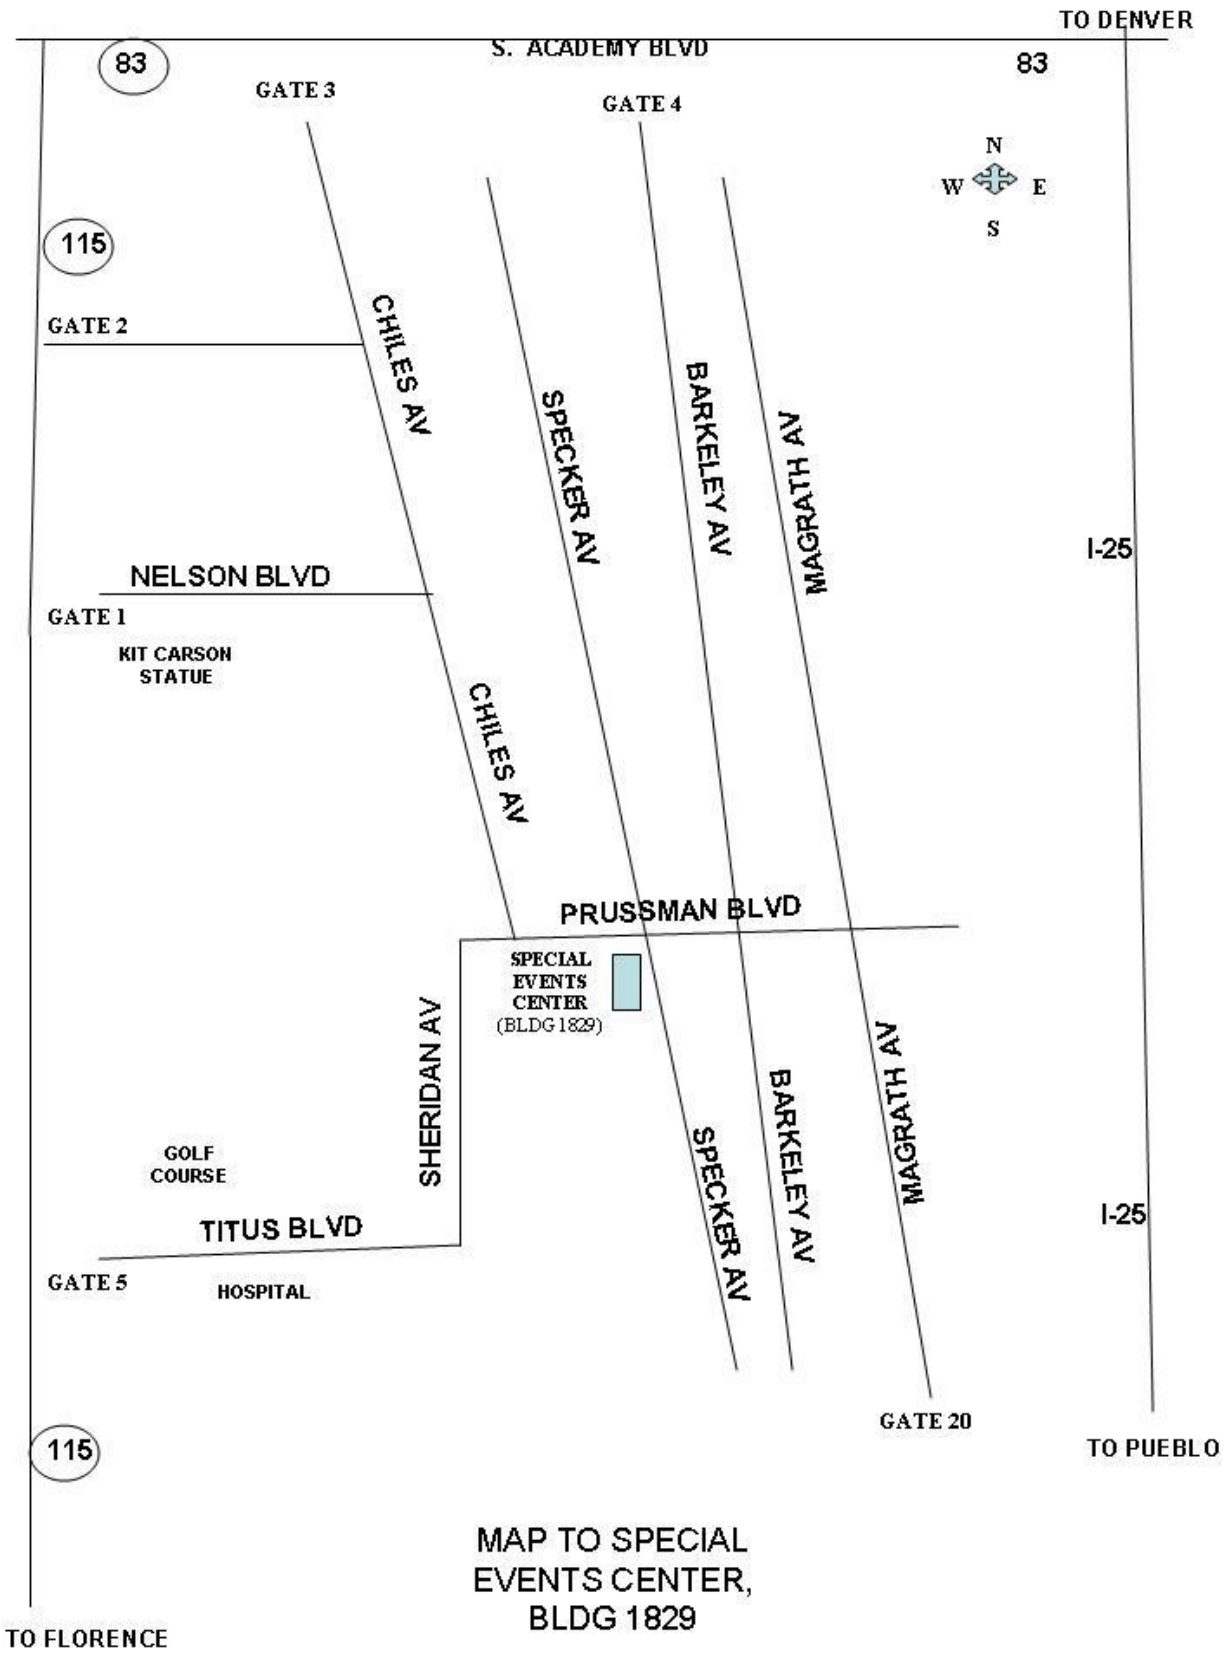 TO DENVER
S. ACADEMY BLVD
83
83
GATE 3
GATE 4
N
W
E
S
115
GATE 2
CHILES AV
SPECKER AV
BARKELEY AV
MAGRATH AV
I-25
NELSON BLVD
GATE 1
KIT CARSON
STATUE
CHILES AV
PRUSSMAN BLVD
SPECIAL
EVENTS
CENTER
(BLDG 1829)
SHERIDAN AV
MAGRATH AV
BARKELEY AV
SPECKER AV
GOLF
COURSE
I-25
TITUS BLVD
GATE 5
HOSPITAL
GATE 20
115
TO PUEBLO
MAP TO SPECIAL
EVENTS CENTER,
BLDG 1829
TO FLORENCE